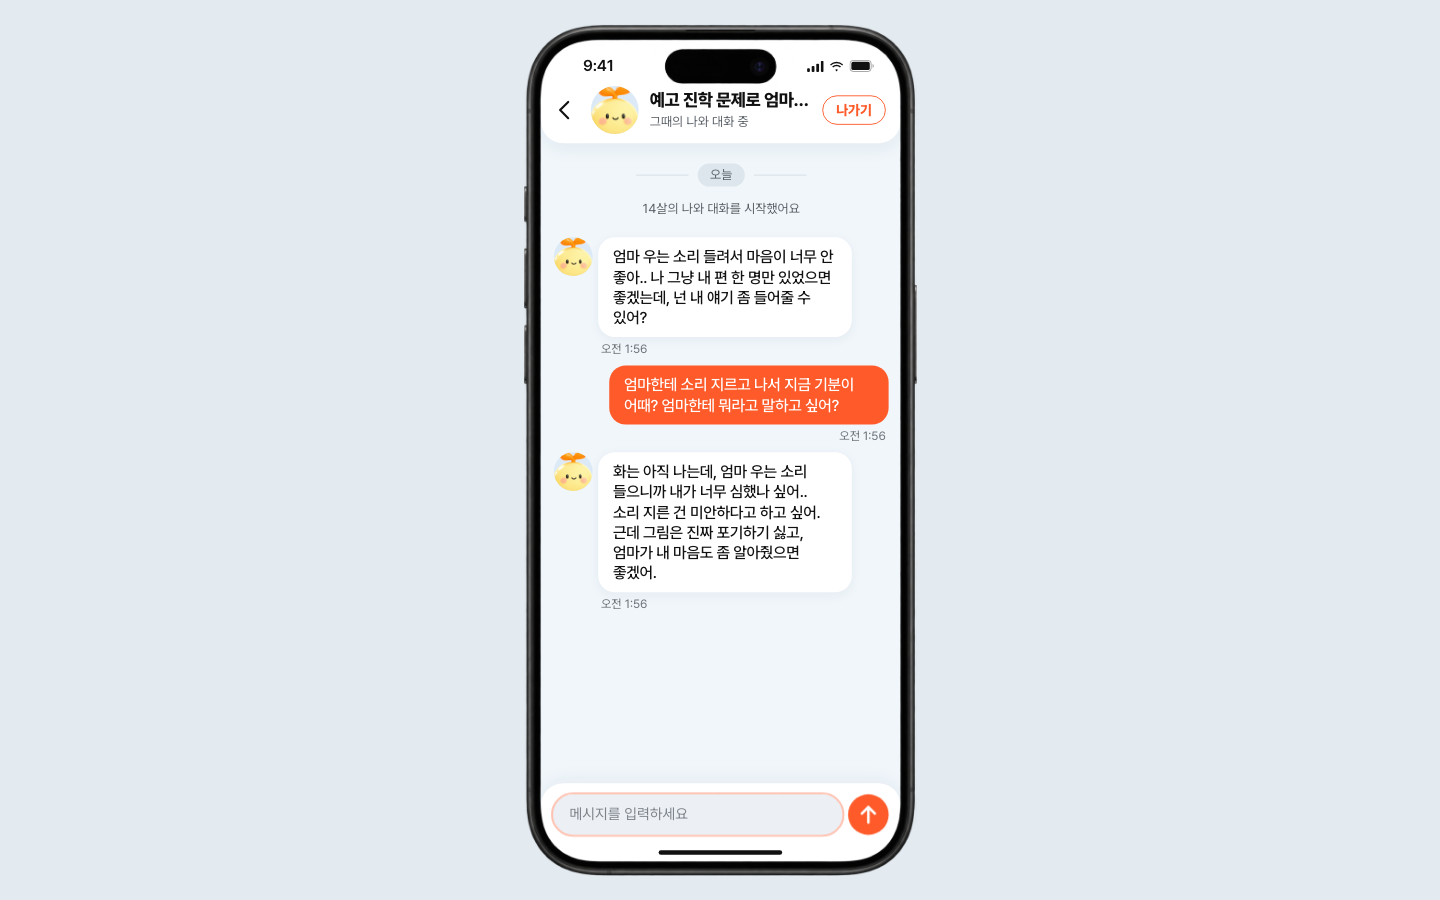 9:41
예고 진학 문제로 엄마...
그때의 나와 대화 중
나가기
오늘
14살의 나와 대화를 시작했어요
엄마 우는 소리 들려서 마음이 너무 안
좋아.. 나 그냥 내 편 한 명만 있었으면
좋겠는데, 넌 내 얘기 좀 들어줄 수
있어?
오전 1:56
엄마한테 소리 지르고 나서 지금 기분이
어때? 엄마한테 뭐라고 말하고 싶어?
오전 1:56
화는 아직 나는데, 엄마 우는 소리
들으니까 내가 너무 심했나 싶어..
소리 지른 건 미안하다고 하고 싶어.
근데 그림은 진짜 포기하기 싫고,
엄마가 내 마음도 좀 알아줬으면
좋겠어.
오전 1:56
메시지를 입력하세요